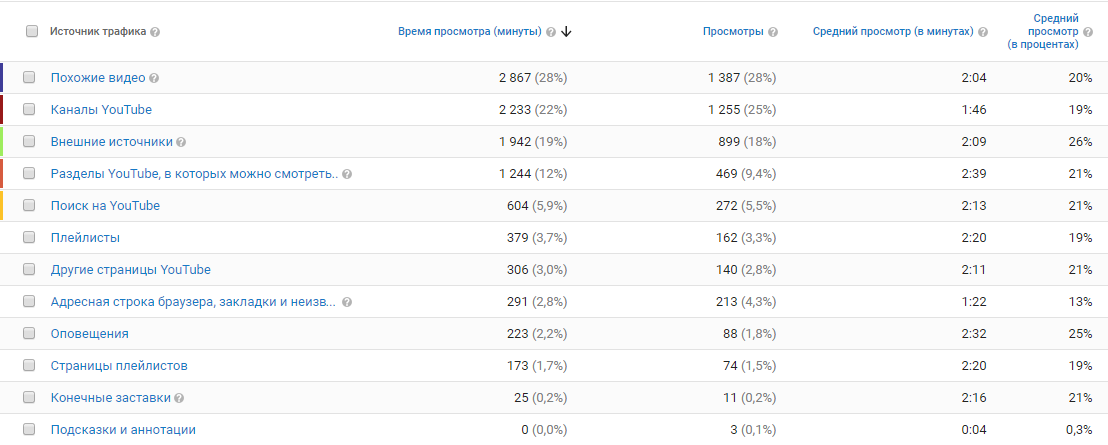 Источник трафика ? Время просмотра (минуты) ? ↓ Просмотры ? Средний просмотр (в минутах) ? Средний просмотр (в процентах) ?
Похожие видео ? 2 867 (28%) 1 387 (28%) 2:04 20%
Каналы YouTube 2 233 (22%) 1 255 (25%) 1:46 19%
Внешние источники ? 1 942 (19%) 899 (18%) 2:09 26%
Разделы YouTube, в которых можно смотреть.. ? 1 244 (12%) 469 (9,4%) 2:39 21%
Поиск на YouTube 604 (5,9%) 272 (5,5%) 2:13 21%
Плейлисты 379 (3,7%) 162 (3,3%) 2:20 19%
Другие страницы YouTube 306 (3,0%) 140 (2,8%) 2:11 21%
Адресная строка браузера, закладки и неизв... ? 291 (2,8%) 213 (4,3%) 1:22 13%
Оповещения 223 (2,2%) 88 (1,8%) 2:32 25%
Страницы плейлистов 173 (1,7%) 74 (1,5%) 2:20 19%
Конечные заставки ? 25 (0,2%) 11 (0,2%) 2:16 21%
Подсказки и аннотации 0 (0,0%) 3 (0,1%) 0:04 0,3%